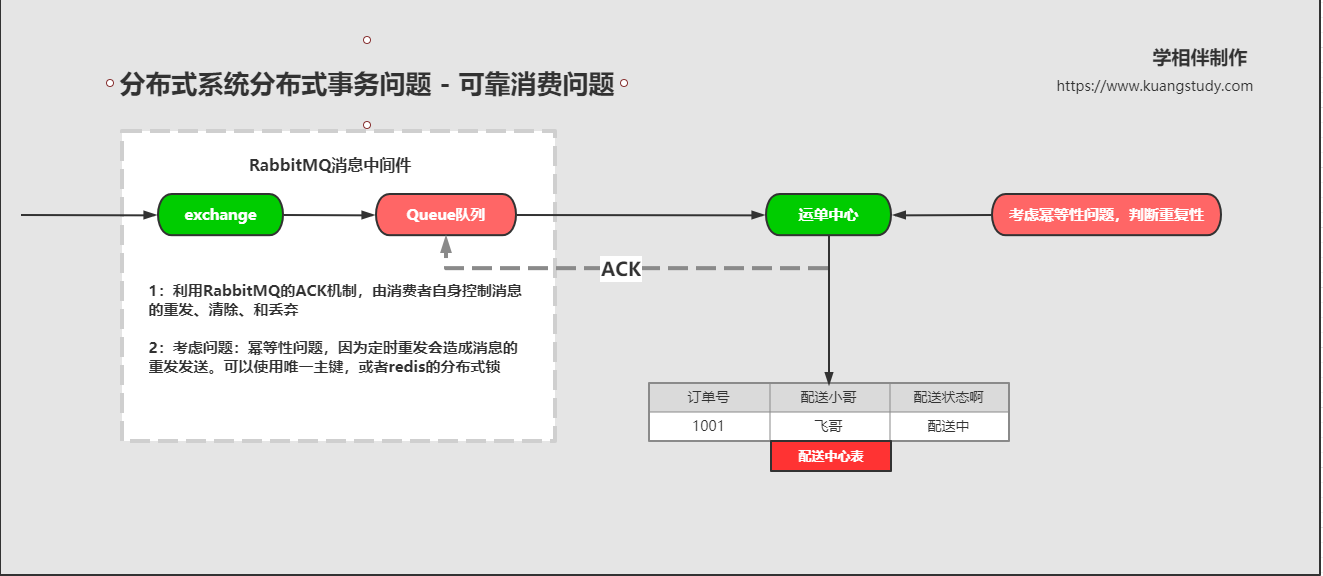 学相伴制作
分布式系统分布式事务问题 - 可靠消费问题
https://www.kuangstudy.com
RabbitMQ消息中间件
exchange
Queue队列
运单中心
考虑幂等性问题，判断重复性
ACK
1：利用RabbitMQ的ACK机制，由消费者自身控制消息
的重发、清除、和丢弃
2：考虑问题：幂等性问题，因为定时重发会造成消息的
重发发送。可以使用唯一主键，或者redis的分布式锁
订单号 配送小哥 配送状态啊
1001 飞哥 配送中
配送中心表